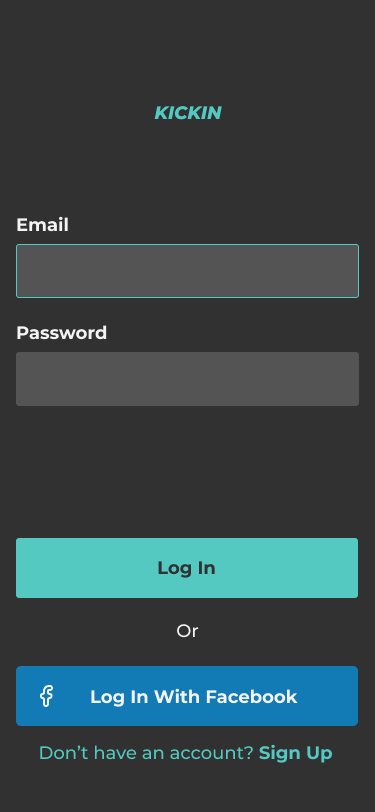 KICKIN
Email
Password
Log In
Or
Log In With Facebook
Don’t have an account? Sign Up